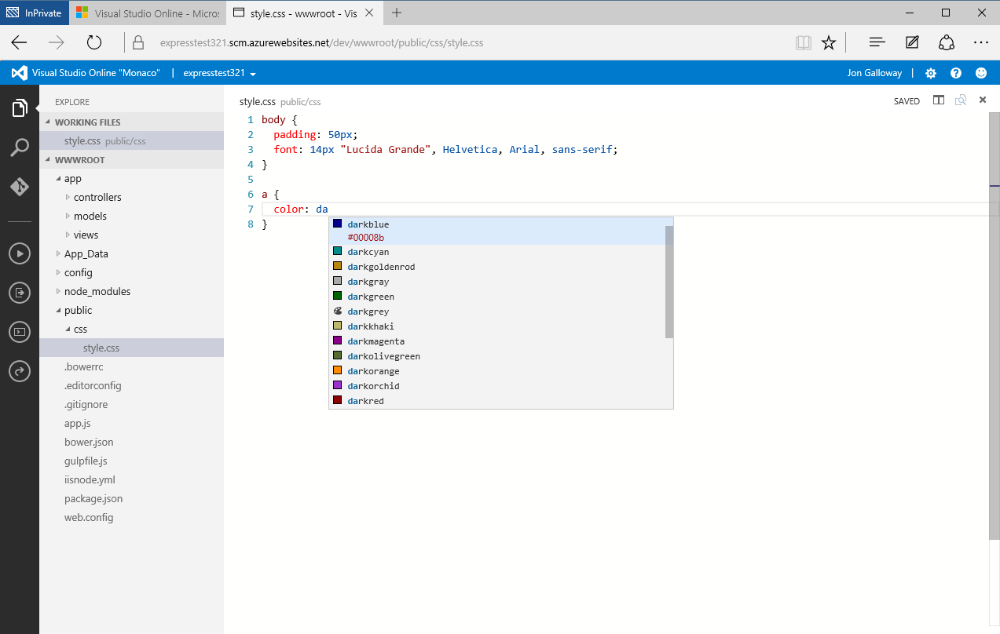 InPrivate
Visual Studio Online - Micros
style.css - wwwroot - Vis
expresstest321.scm.azurewebsites.net/dev/wwwroot/public/css/style.css
Visual Studio Online "Monaco" | expresstest321
Jon Galloway |
EXPLORE
WORKING FILES
style.css public/css
WWWROOT
app
controllers
models
views
App_Data
config
node_modules
public
css
style.css
.bowerrc
.editorconfig
.gitignore
app.js
bower.json
gulpfile.js
iisnode.yml
package.json
web.config
style.css public/css
SAVED
1 body {
2 padding: 50px;
3 font: 14px "Lucida Grande", Helvetica, Arial, sans-serif;
4 }
5
6 a {
7 color: da
8 }
darkblue
#00008b
darkcyan
darkgoldenrod
darkgray
darkgreen
darkgrey
darkkhaki
darkmagenta
darkolivegreen
darkorange
darkorchid
darkred